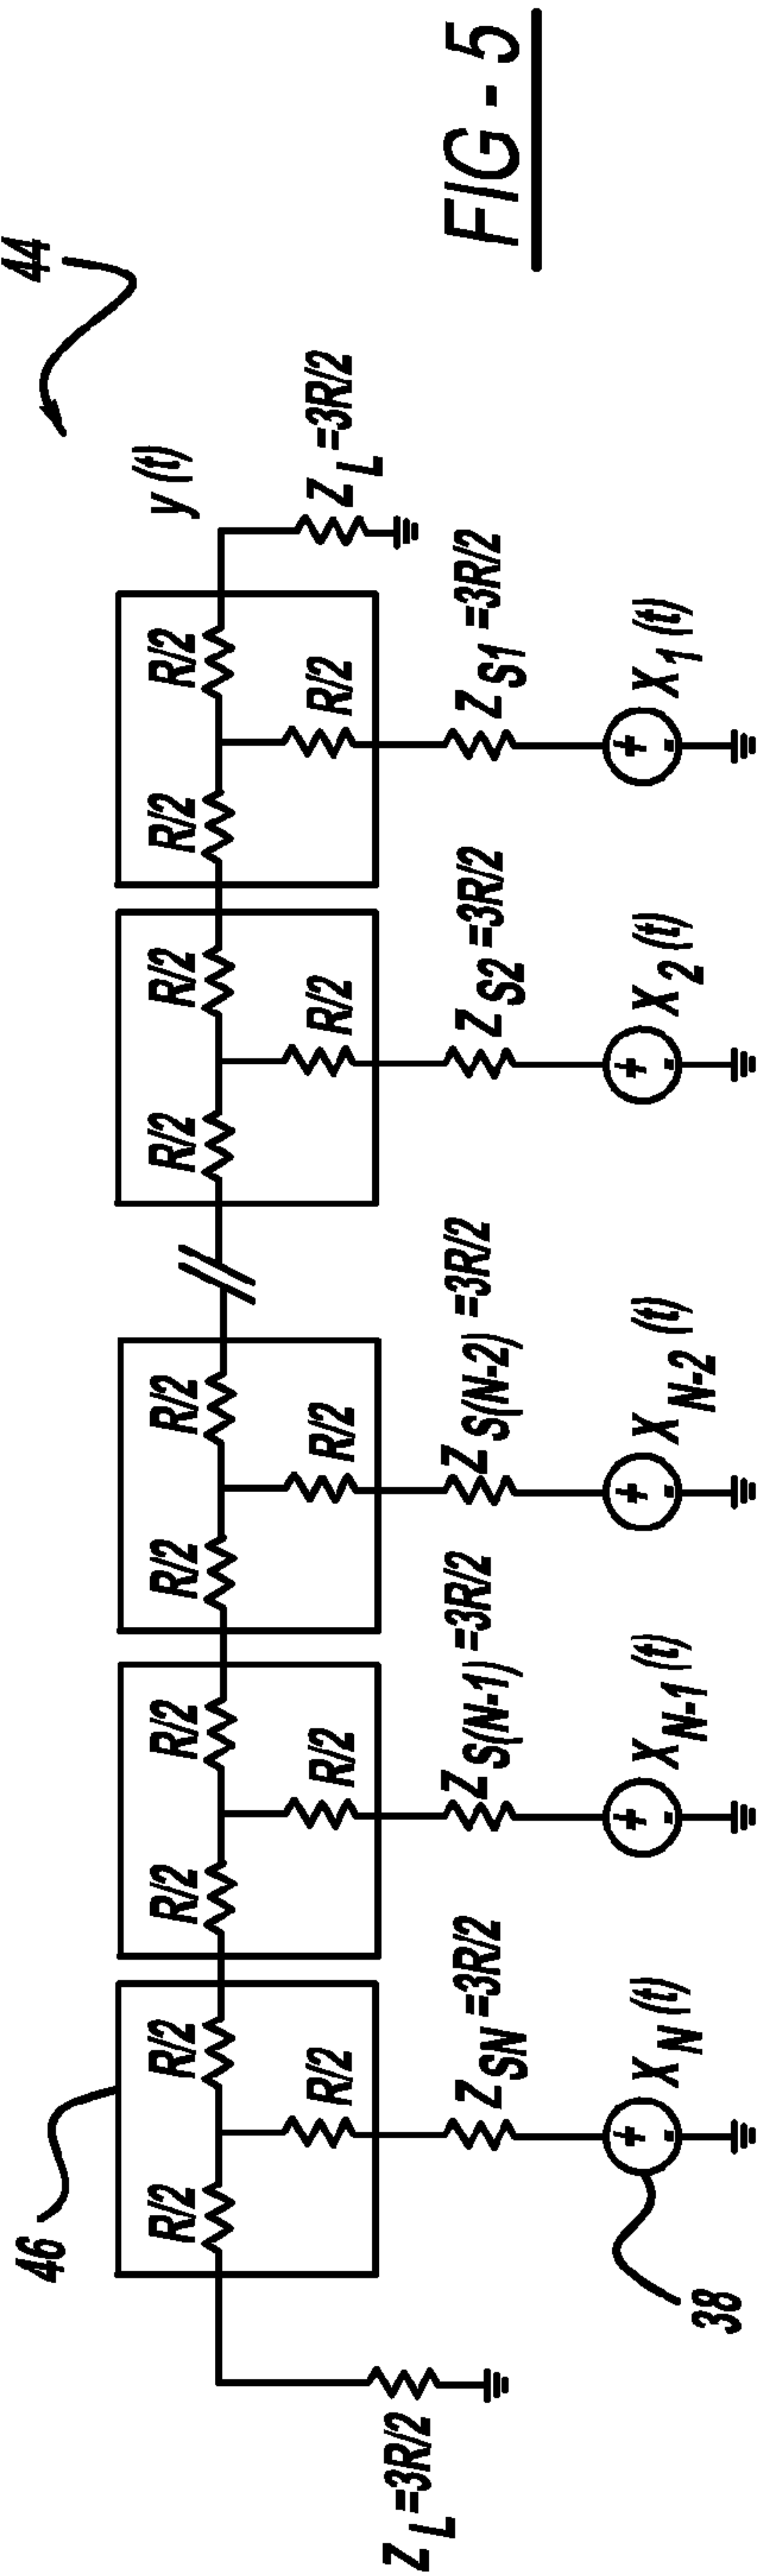 44
46
y (t)
R/2 R/2 R/2 R/2 R/2 R/2 R/2 R/2 R/2 R/2
R/2 R/2 R/2 R/2 R/2
Z L =3R/2
Z L =3R/2
Z SN =3R/2
Z S(N-1) =3R/2
Z S(N-2) =3R/2
Z S2 =3R/2
Z S1 =3R/2
+ + + + +
- - - - -
X N (t)
X N-1 (t)
X N-2 (t)
X 2 (t)
X 1 (t)
38
FIG - 5